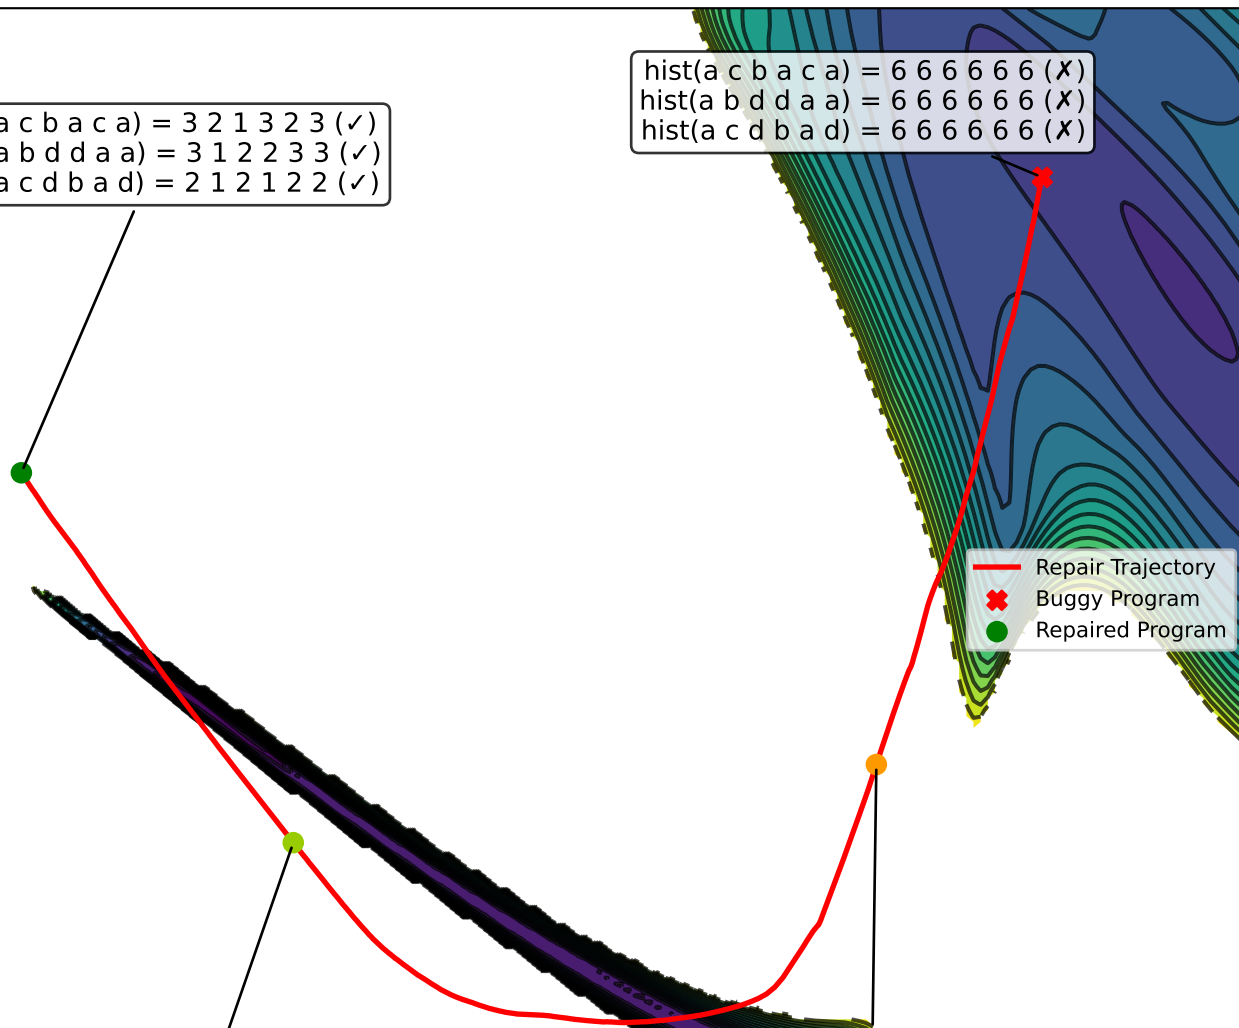 hist(a c b a c a) = 6 6 6 6 6 6 (✗)
hist(a b d d a a) = 6 6 6 6 6 6 (✗)
hist(a c d b a d) = 6 6 6 6 6 6 (✗)
a c b a c a) = 3 2 1 3 2 3 (✓)
a b d d a a) = 3 1 2 2 3 3 (✓)
a c d b a d) = 2 1 2 1 2 2 (✓)
Repair Trajectory
Buggy Program
Repaired Program